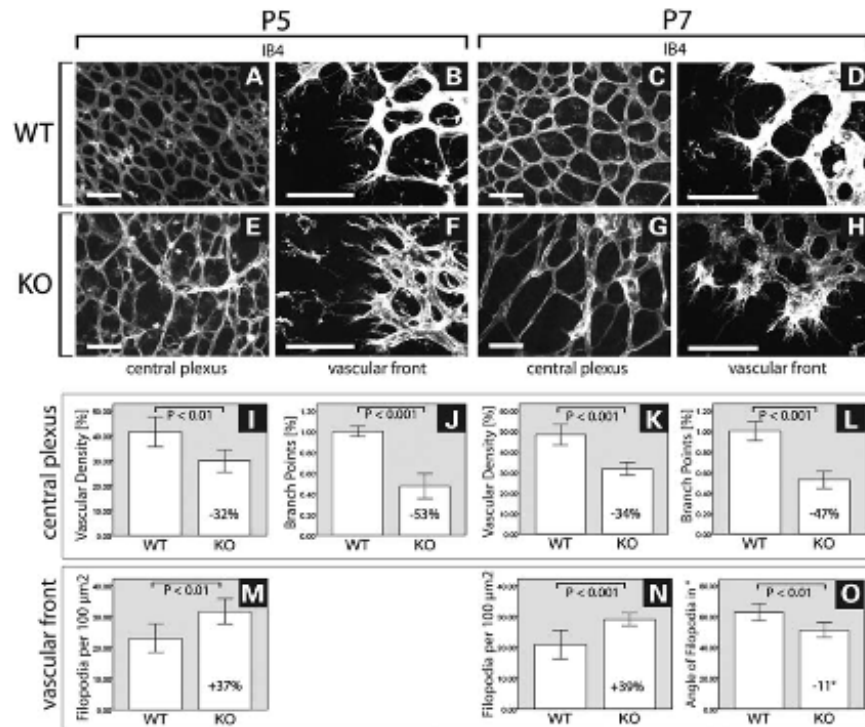 P5 P7
IB4 IB4
WT A B C D
KO E F G H
central plexus vascular front central plexus vascular front
central plexus
Vascular Density [%] P < 0.01 I -32% WT KO
Branch Points [%] P < 0.001 J -53% WT KO
Vascular Density [%] P < 0.001 K -34% WT KO
Branch Points [%] P < 0.001 L -47% WT KO
vascular front
Filopodia per 100 µm2 P < 0.01 M +37% WT KO
Filopodia per 100 µm2 P < 0.001 N +39% WT KO
Angle of Filopodia in ° P < 0.01 O -11° WT KO